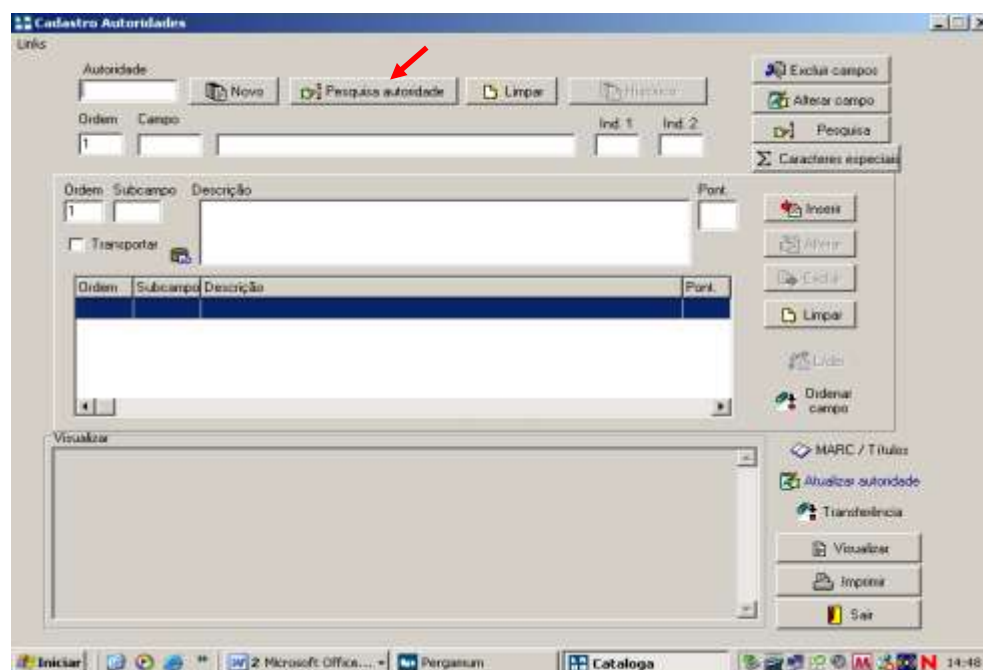 Cadastro Autoridades
Links
Autoridade
Novo
Pesquisa autoridade
Limpar
Histórico
Excluir campos
Alterar campo
Pesquisa
Σ Caracteres especiais
Ordem Campo Ind. 1 Ind. 2
1
Ordem Subcampo Descrição Pont.
1
Transportar
Inserir
Alterar
Excluir
Limpar
Ordem Subcampo Descrição Pont.
Ordenar
campo
Visualizar
MARC / Títulos
Atualizar autoridade
Transferência
Visualizar
Imprimir
Sair
Iniciar
2 Microsoft Office...
Pergamum
Cataloga
14:48